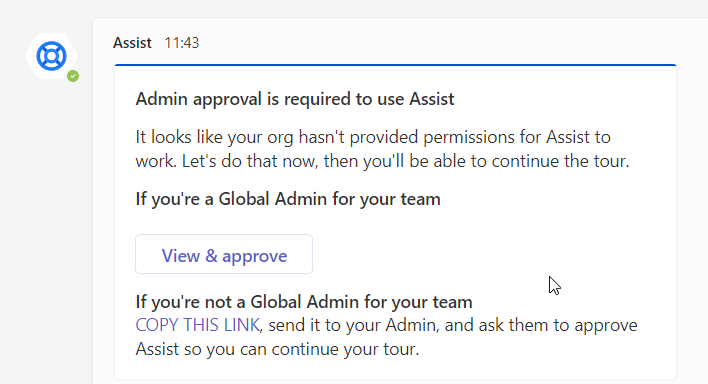 Assist 11:43
Admin approval is required to use Assist
It looks like your org hasn't provided permissions for Assist to
work. Let's do that now, then you'll be able to continue the tour.
If you're a Global Admin for your team
View & approve
If you're not a Global Admin for your team
COPY THIS LINK, send it to your Admin, and ask them to approve
Assist so you can continue your tour.